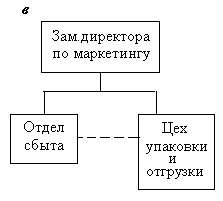 в
Зам.директора
по маркетингу
Отдел
сбыта
Цех
упаковки
и
отгрузки